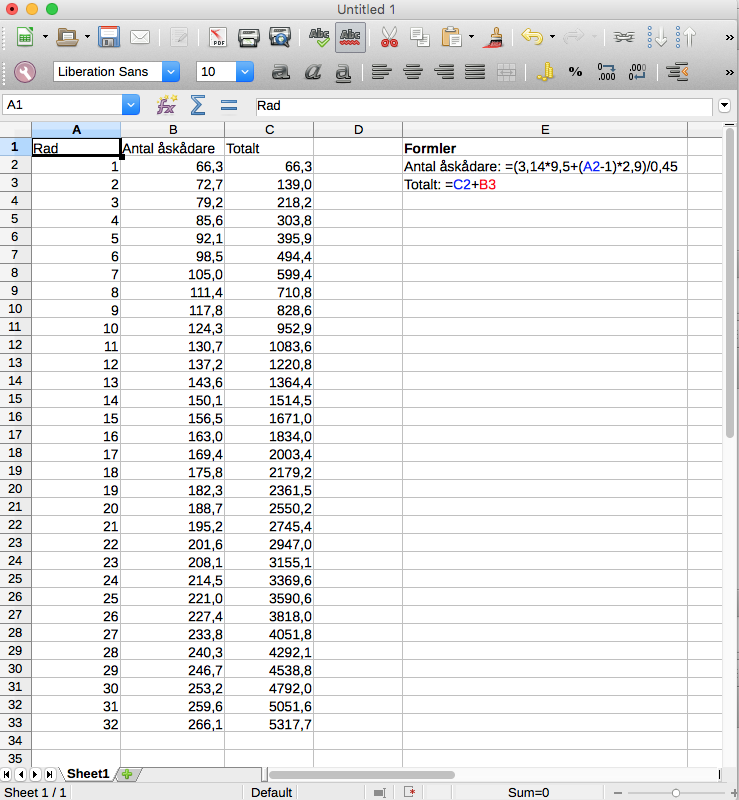 Untitled 1
PDF
Abc Abc
Liberation Sans 10 a a a % .000 .000
A1 fx Σ = Rad
A B C D E
1 Rad Antal åskådare Totalt Formler
2 1 66,3 66,3 Antal åskådare: =(3,14*9,5+(A2-1)*2,9)/0,45
3 2 72,7 139,0 Totalt: =C2+B3
4 3 79,2 218,2
5 4 85,6 303,8
6 5 92,1 395,9
7 6 98,5 494,4
8 7 105,0 599,4
9 8 111,4 710,8
10 9 117,8 828,6
11 10 124,3 952,9
12 11 130,7 1083,6
13 12 137,2 1220,8
14 13 143,6 1364,4
15 14 150,1 1514,5
16 15 156,5 1671,0
17 16 163,0 1834,0
18 17 169,4 2003,4
19 18 175,8 2179,2
20 19 182,3 2361,5
21 20 188,7 2550,2
22 21 195,2 2745,4
23 22 201,6 2947,0
24 23 208,1 3155,1
25 24 214,5 3369,6
26 25 221,0 3590,6
27 26 227,4 3818,0
28 27 233,8 4051,8
29 28 240,3 4292,1
30 29 246,7 4538,8
31 30 253,2 4792,0
32 31 259,6 5051,6
33 32 266,1 5317,7
34
35
Sheet1
Sheet 1 / 1 Default Sum=0